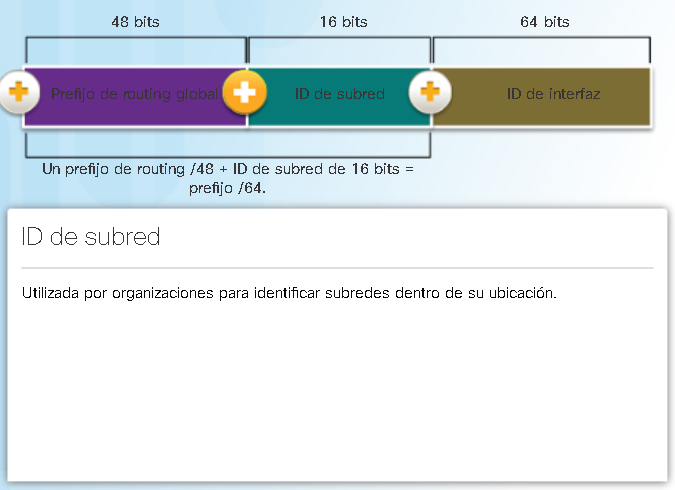 48 bits 16 bits 64 bits
Prefijo de routing global ID de subred ID de interfaz
Un prefijo de routing /48 + ID de subred de 16 bits =
prefijo /64.
ID de subred
Utilizada por organizaciones para identificar subredes dentro de su ubicación.